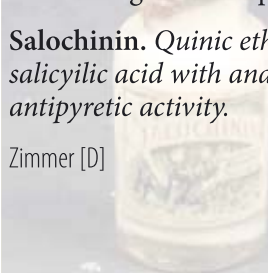 Salochinin. Quinic eth
salicyilic acid with ana
antipyretic activity.
Zimmer [D]